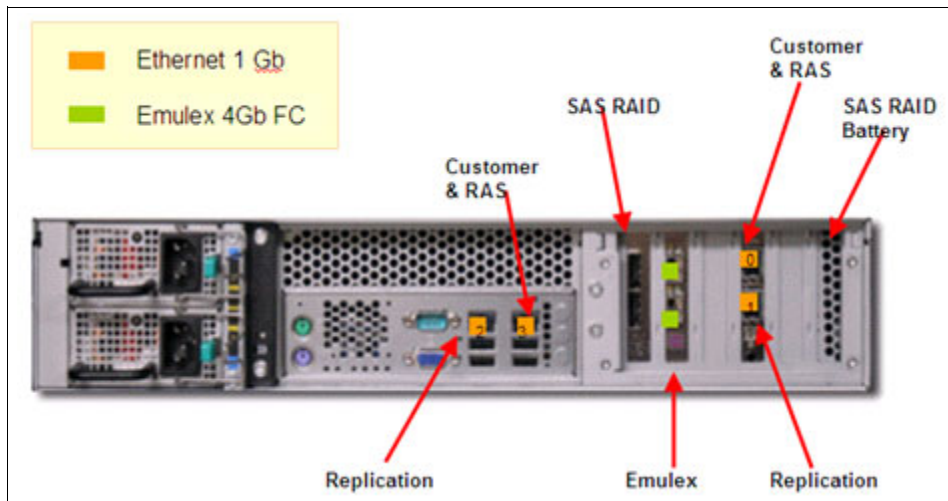 Ethernet 1 Gb
Emulex 4Gb FC
Customer
& RAS
SAS RAID
SAS RAID
Battery
Customer
& RAS
0
1
2
3
Replication
Emulex
Replication